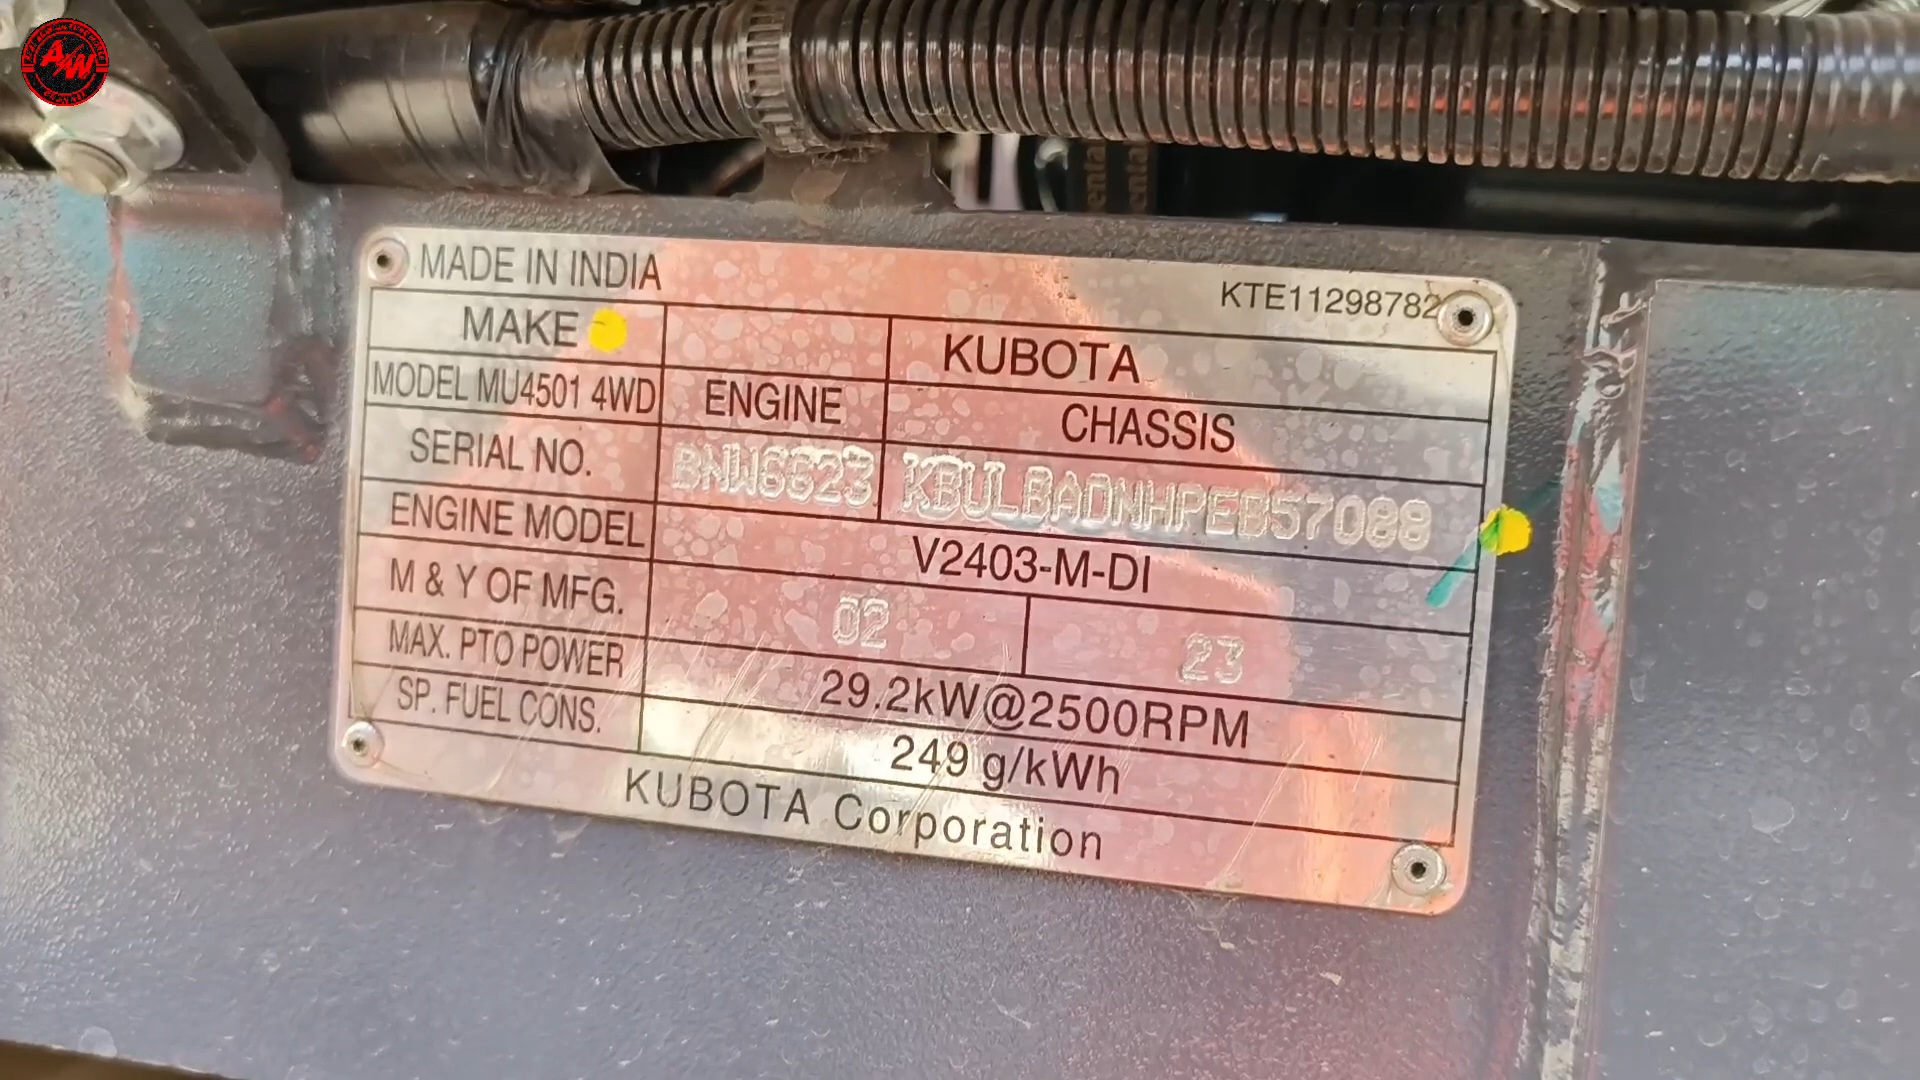 MADE IN INDIA
KTE11298782
MAKE KUBOTA
MODEL MU4501 4WD ENGINE CHASSIS
SERIAL NO. BNW6623 KBULBADNHPEB57088
ENGINE MODEL V2403-M-DI
M & Y OF MFG. 02 23
MAX. PTO POWER 29.2kW@2500RPM
SP. FUEL CONS. 249 g/kWh
KUBOTA Corporation